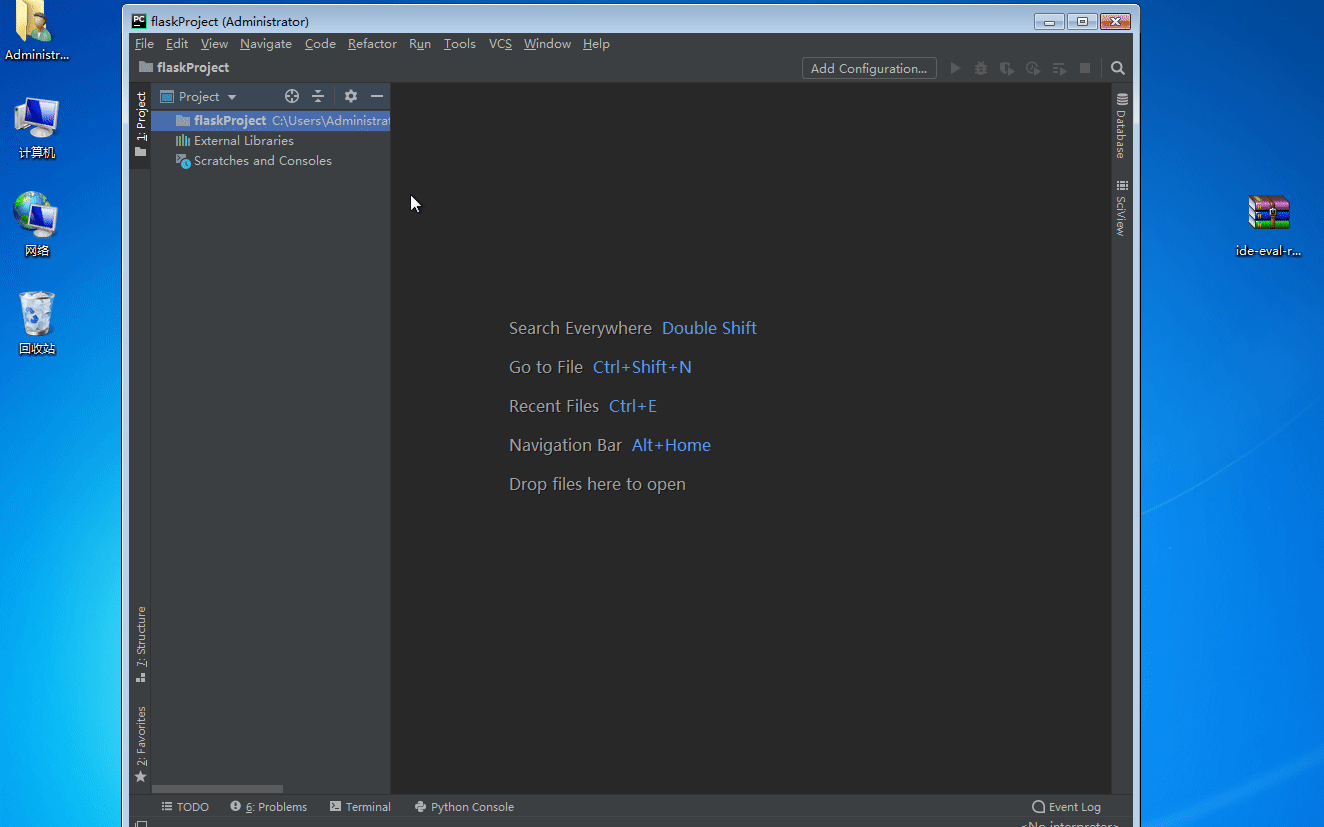 Administr...
计算机
网络
回收站
PC
flaskProject (Administrator)
File Edit View Navigate Code Refactor Run Tools VCS Window Help
flaskProject
Add Configuration...
1: Project
Project
flaskProject C:\Users\Administrat
External Libraries
Scratches and Consoles
Search Everywhere Double Shift
Go to File Ctrl+Shift+N
Recent Files Ctrl+E
Navigation Bar Alt+Home
Drop files here to open
7: Structure
2: Favorites
Database
SciView
TODO 6: Problems Terminal Python Console Event Log
<No interpreter>
ide-eval-r...